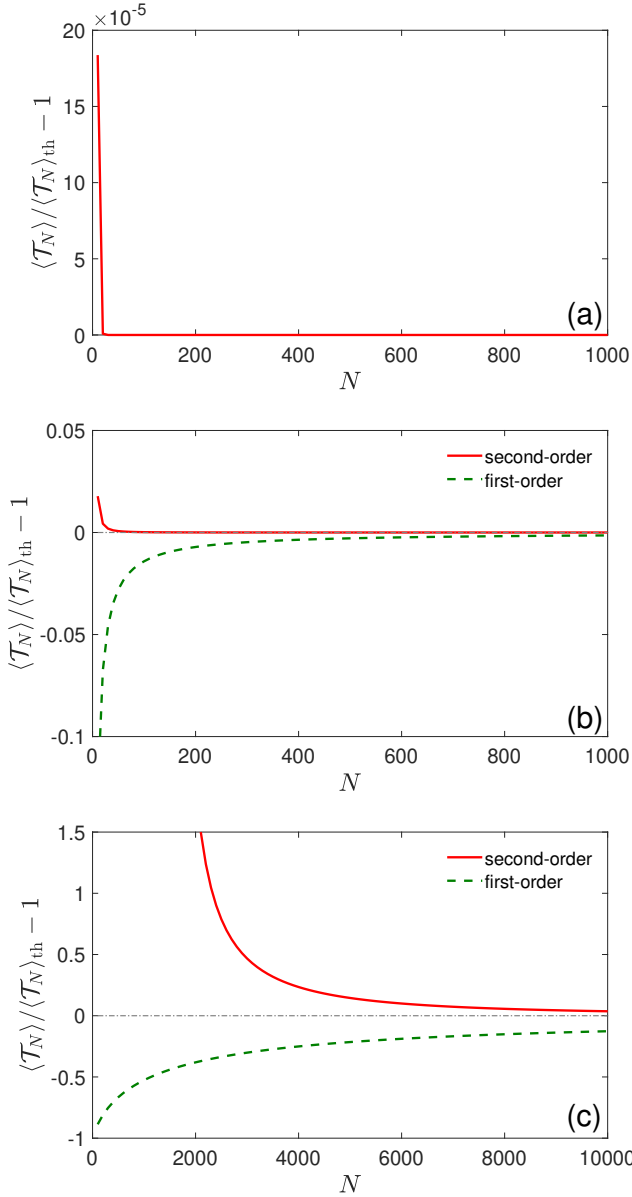 ×10⁻⁵
20
15
10
5
0
⟨𝒯_N⟩/⟨𝒯_N⟩_th − 1
(a)
0 200 400 600 800 1000
N
0.05
0
-0.05
-0.1
⟨𝒯_N⟩/⟨𝒯_N⟩_th − 1
second-order
first-order
(b)
0 200 400 600 800 1000
N
1.5
1
0.5
0
-0.5
-1
⟨𝒯_N⟩/⟨𝒯_N⟩_th − 1
second-order
first-order
(c)
0 2000 4000 6000 8000 10000
N